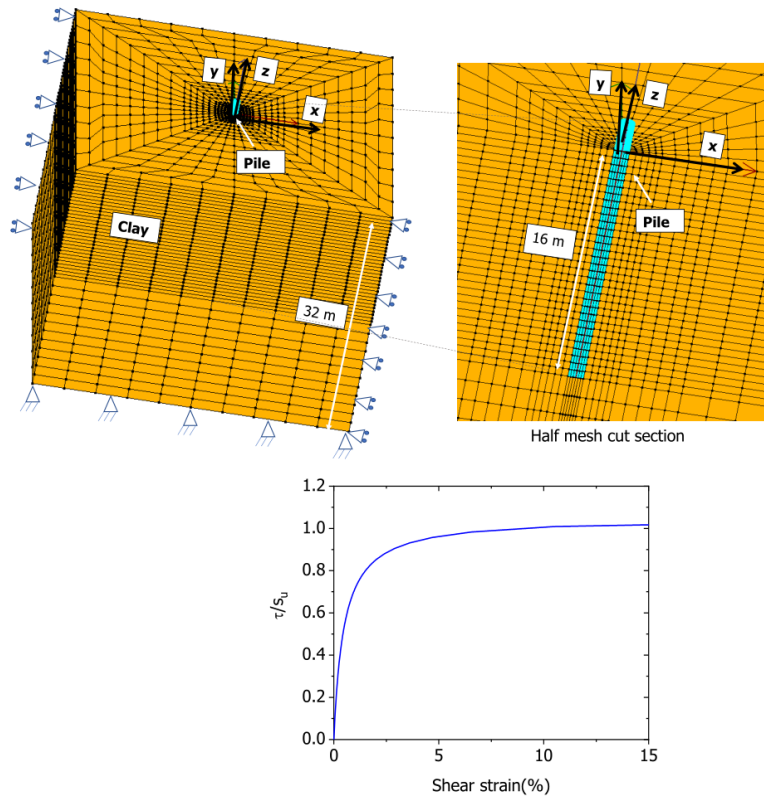 y
z
x
Pile
Clay
32 m
y
z
x
Pile
16 m
Half mesh cut section
1.2
1.0
0.8
0.6
0.4
0.2
0.0
τ/su
0
5
10
15
Shear strain(%)